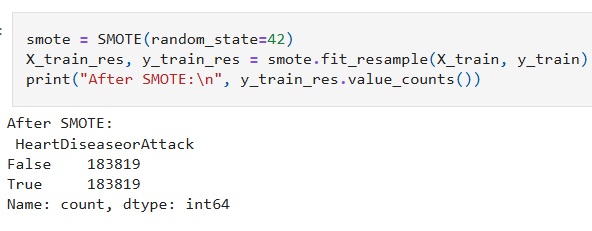 smote = SMOTE(random_state=42)
X_train_res, y_train_res = smote.fit_resample(X_train, y_train)
print("After SMOTE:\n", y_train_res.value_counts())
After SMOTE:
 HeartDiseaseorAttack
False    183819
True     183819
Name: count, dtype: int64